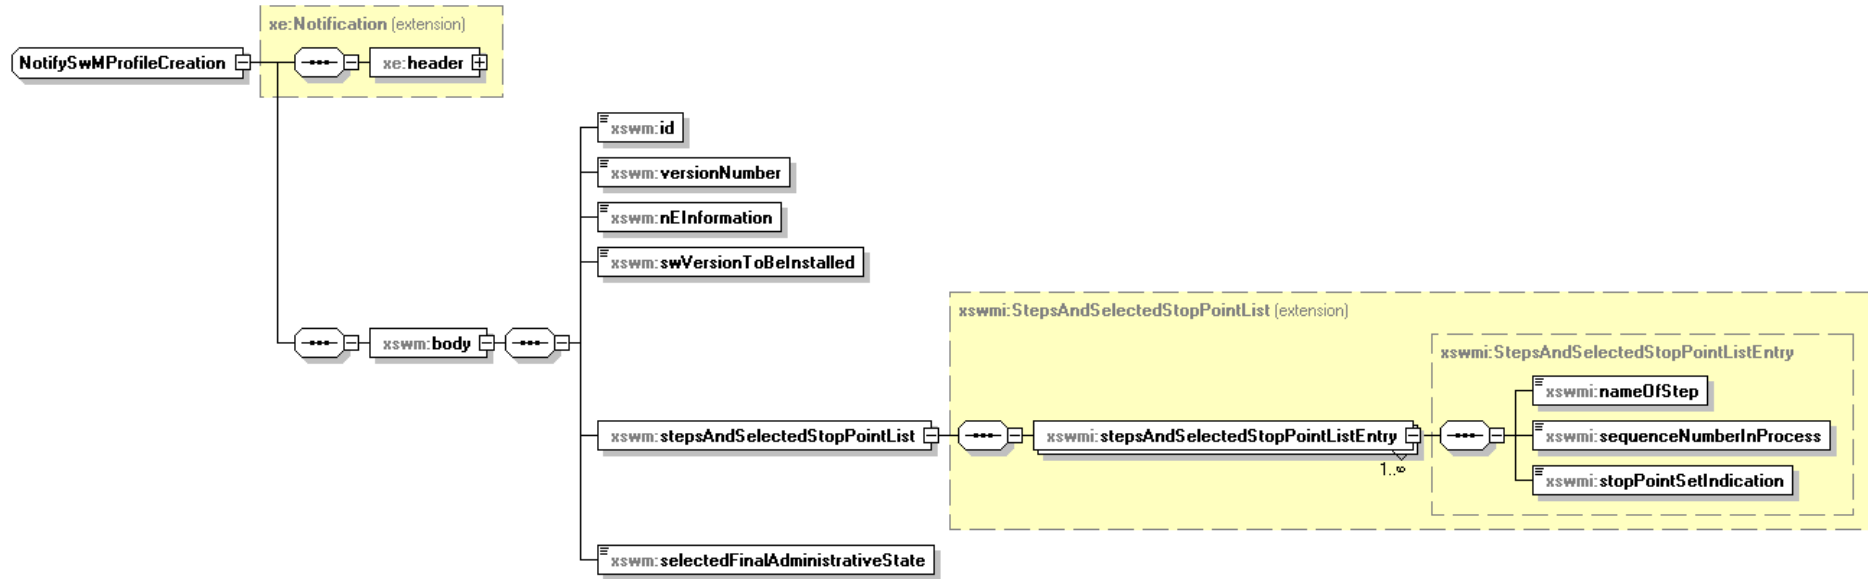 xe:Notification (extension)
NotifySwMProfileCreation
xe:header
xswm:id
xswm:versionNumber
xswm:nEInformation
xswm:swVersionToBeInstalled
xswmi:StepsAndSelectedStopPointList (extension)
xswm:body
xswmi:StepsAndSelectedStopPointListEntry
xswmi:nameOfStep
xswm:stepsAndSelectedStopPointList
xswmi:stepsAndSelectedStopPointListEntry
1..∞
xswmi:sequenceNumberInProcess
xswmi:stopPointSetIndication
xswm:selectedFinalAdministrativeState